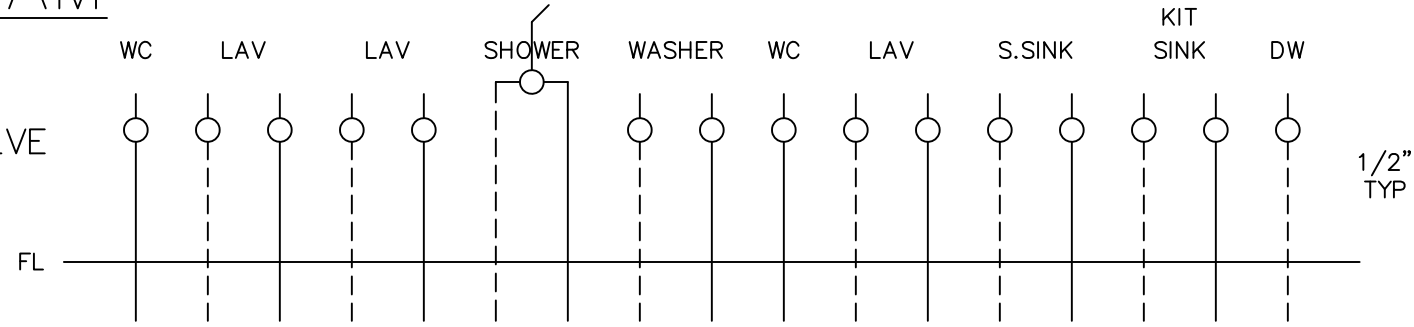 KIT
WC LAV LAV SHOWER WASHER WC LAV S.SINK SINK DW
1/2"
TYP
FL